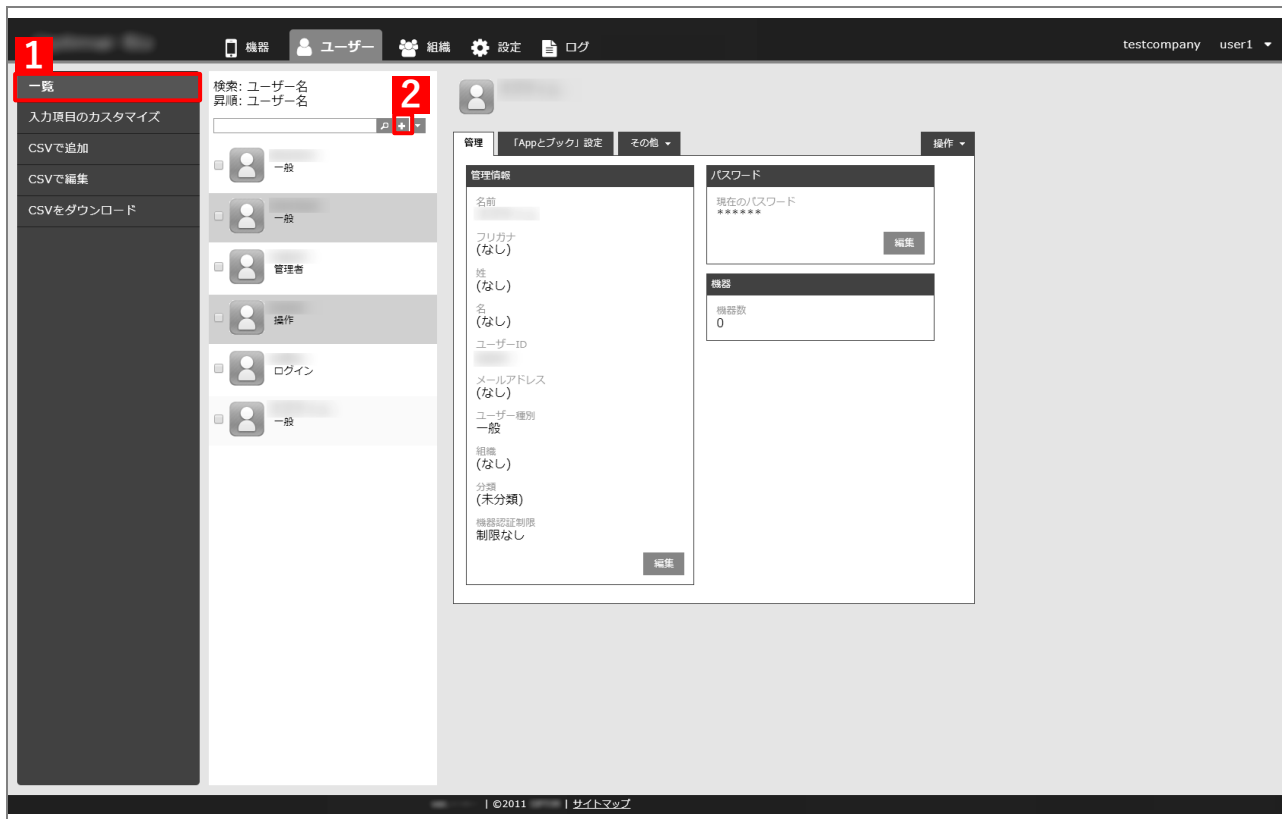 1
機器
ユーザー
組織
設定
ログ
testcompany
user1
一覧
入力項目のカスタマイズ
CSVで追加
CSVで編集
CSVをダウンロード
検索: ユーザー名
昇順: ユーザー名
2
一般
一般
管理者
操作
ログイン
一般
管理
「Appとブック」設定
その他
操作
管理情報
名前
フリガナ
(なし)
姓
(なし)
名
(なし)
ユーザーID
メールアドレス
(なし)
ユーザー種別
一般
組織
(なし)
分類
(未分類)
機器認証制限
制限なし
編集
パスワード
現在のパスワード
******
編集
機器
機器数
0
| ©2011 | サイトマップ